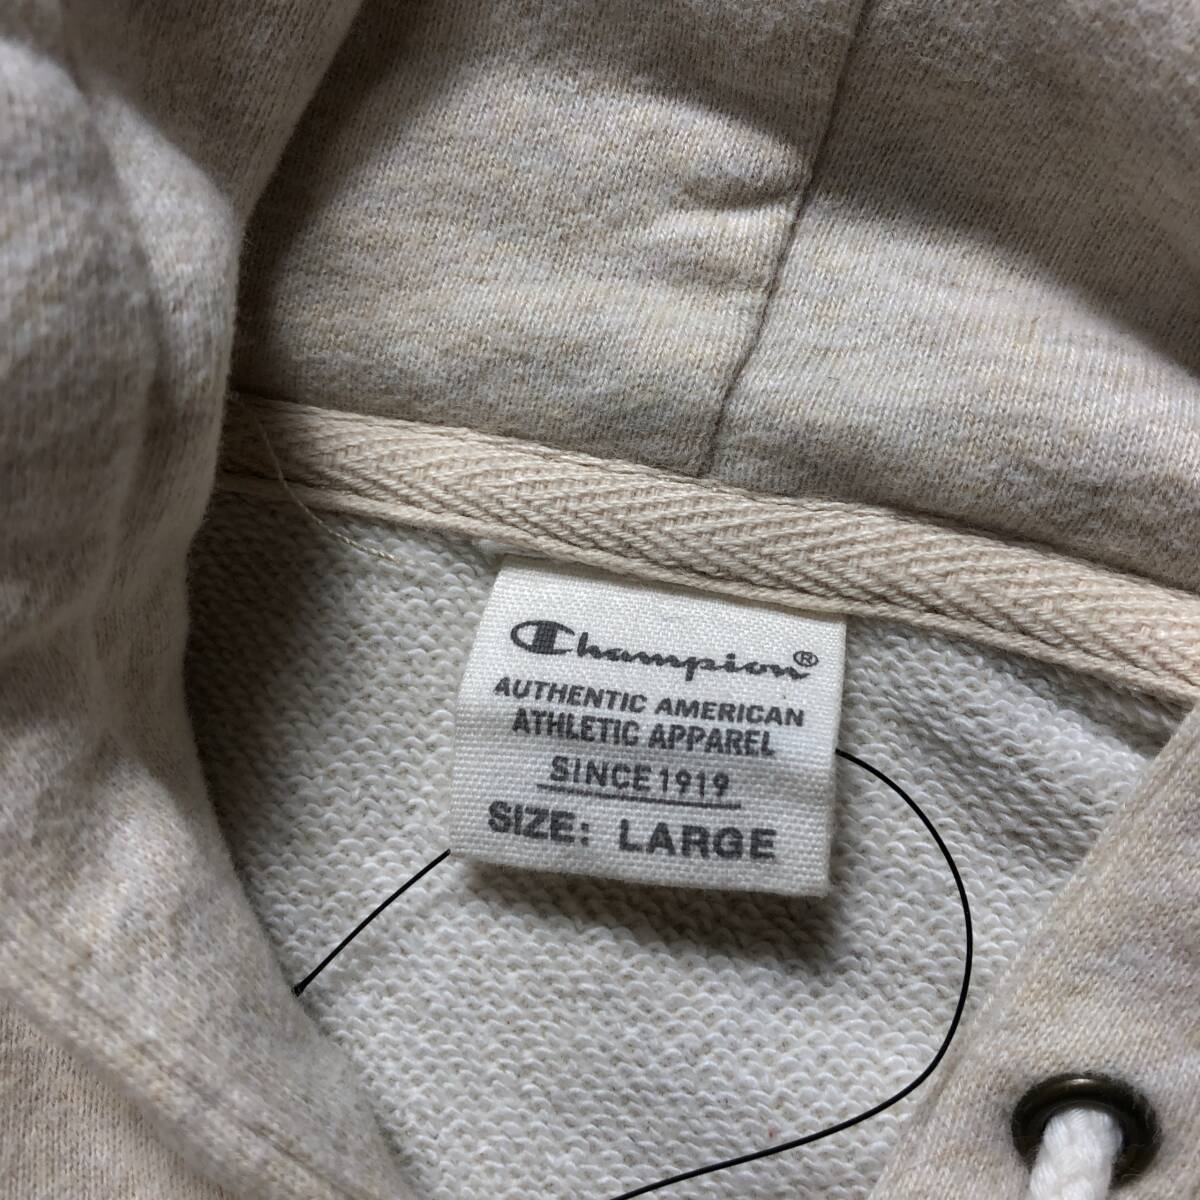 Champion®
AUTHENTIC AMERICAN
ATHLETIC APPAREL
SINCE 1919
SIZE: LARGE